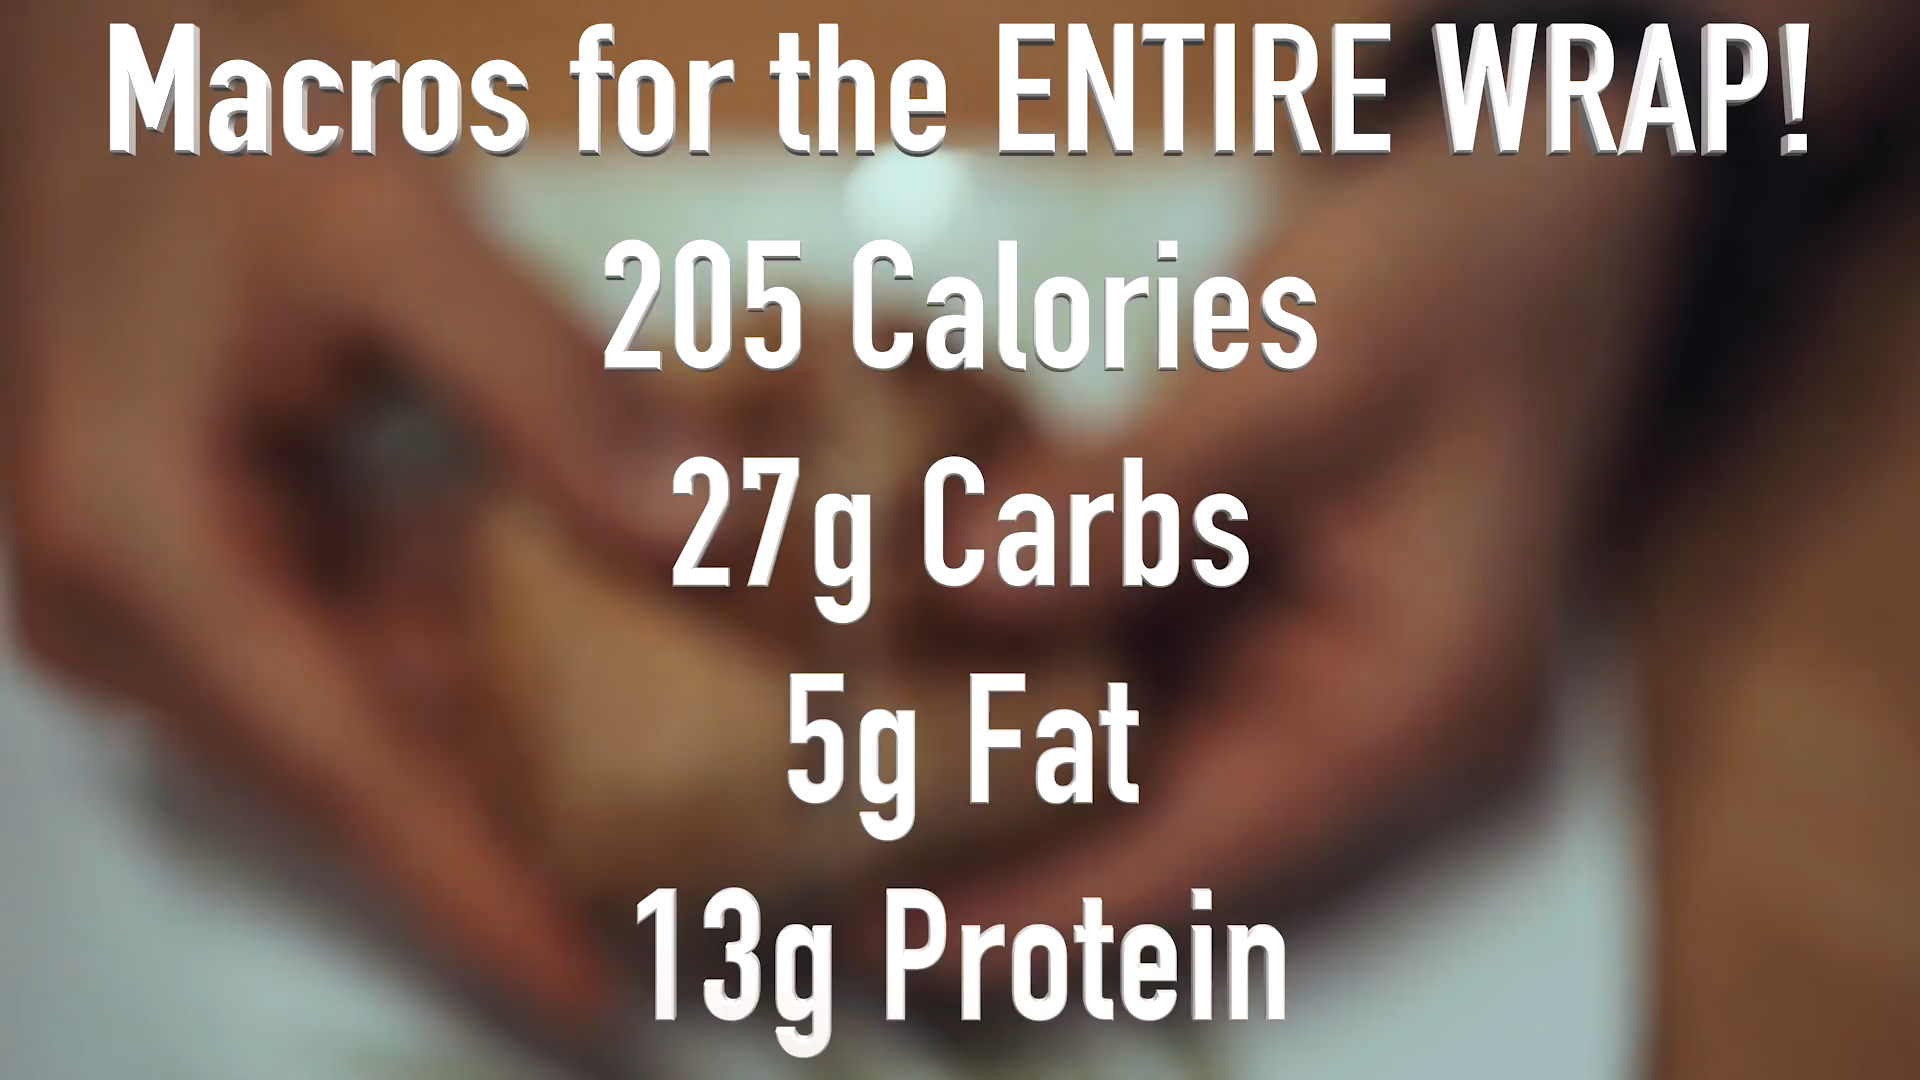 Macros for the ENTIRE WRAP!
205 Calories
27g Carbs
5g Fat
13g Protein